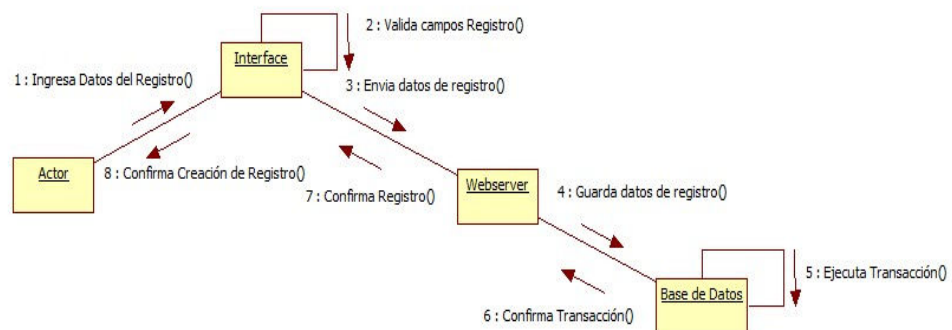 2 : Valida campos Registro()
Interface
1 : Ingresa Datos del Registro()
3 : Envia datos de registro()
Actor
8 : Confirma Creación de Registro()
7 : Confirma Registro()
Webserver
4 : Guarda datos de registro()
5 : Ejecuta Transacción()
Base de Datos
6 : Confirma Transacción()